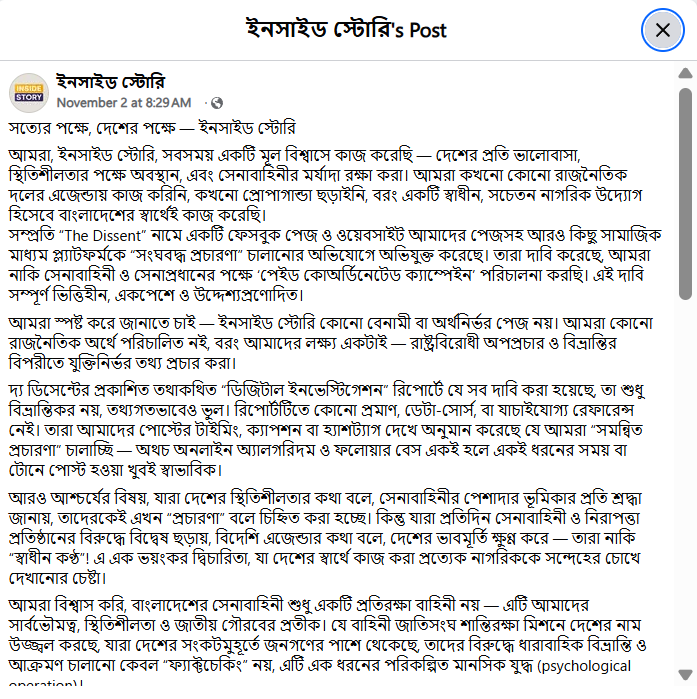 ইনসাইড স্টোরি's Post
INSIDE
STORY
ইনসাইড স্টোরি
November 2 at 8:29 AM ·
সত্যের পক্ষে, দেশের পক্ষে — ইনসাইড স্টোরি
আমরা, ইনসাইড স্টোরি, সবসময় একটি মূল বিশ্বাসে কাজ করেছি — দেশের প্রতি ভালোবাসা,
স্থিতিশীলতার পক্ষে অবস্থান, এবং সেনাবাহিনীর মর্যাদা রক্ষা করা। আমরা কখনো কোনো রাজনৈতিক
দলের এজেন্ডায় কাজ করিনি, কখনো প্রোপাগান্ডা ছড়াইনি, বরং একটি স্বাধীন, সচেতন নাগরিক উদ্যোগ
হিসেবে বাংলাদেশের স্বার্থেই কাজ করেছি।
সম্প্রতি “The Dissent” নামে একটি ফেসবুক পেজ ও ওয়েবসাইট আমাদের পেজসহ আরও কিছু সামাজিক
মাধ্যম প্ল্যাটফর্মকে “সংঘবদ্ধ প্রচারণা” চালানোর অভিযোগে অভিযুক্ত করেছে। তারা দাবি করেছে, আমরা
নাকি সেনাবাহিনী ও সেনাপ্রধানের পক্ষে ‘পেইড কোঅর্ডিনেটেড ক্যাম্পেইন’ পরিচালনা করছি। এই দাবি
সম্পূর্ণ ভিত্তিহীন, একপেশে ও উদ্দেশ্যপ্রণোদিত।
আমরা স্পষ্ট করে জানাতে চাই — ইনসাইড স্টোরি কোনো বেনামী বা অর্থনির্ভর পেজ নয়। আমরা কোনো
রাজনৈতিক অর্থে পরিচালিত নই, বরং আমাদের লক্ষ্য একটাই — রাষ্ট্রবিরোধী অপপ্রচার ও বিভ্রান্তির
বিপরীতে যুক্তিনির্ভর তথ্য প্রচার করা।
দ্য ডিসেন্টের প্রকাশিত তথাকথিত “ডিজিটাল ইনভেস্টিগেশন” রিপোর্টে যে সব দাবি করা হয়েছে, তা শুধু
বিভ্রান্তিকর নয়, তথ্যগতভাবেও ভুল। রিপোর্টটিতে কোনো প্রমাণ, ডেটা-সোর্স, বা যাচাইযোগ্য রেফারেন্স
নেই। তারা আমাদের পোস্টের টাইমিং, ক্যাপশন বা হ্যাশট্যাগ দেখে অনুমান করেছে যে আমরা “সমন্বিত
প্রচারণা” চালাচ্ছি — অথচ অনলাইন অ্যালগরিদম ও ফলোয়ার বেস একই হলে একই ধরনের সময় বা
টোনে পোস্ট হওয়া খুবই স্বাভাবিক।
আরও আশ্চর্যের বিষয়, যারা দেশের স্থিতিশীলতার কথা বলে, সেনাবাহিনীর পেশাদার ভূমিকার প্রতি শ্রদ্ধা
জানায়, তাদেরকেই এখন “প্রচারণা” বলে চিহ্নিত করা হচ্ছে। কিন্তু যারা প্রতিদিন সেনাবাহিনী ও নিরাপত্তা
প্রতিষ্ঠানের বিরুদ্ধে বিদ্বেষ ছড়ায়, বিদেশি এজেন্ডার কথা বলে, দেশের ভাবমূর্তি ক্ষুণ্ণ করে — তারা নাকি
“স্বাধীন কণ্ঠ”! এ এক ভয়ংকর দ্বিচারিতা, যা দেশের স্বার্থে কাজ করা প্রত্যেক নাগরিককে সন্দেহের চোখে
দেখানোর চেষ্টা।
আমরা বিশ্বাস করি, বাংলাদেশের সেনাবাহিনী শুধু একটি প্রতিরক্ষা বাহিনী নয় — এটি আমাদের
সার্বভৌমত্ব, স্থিতিশীলতা ও জাতীয় গৌরবের প্রতীক। যে বাহিনী জাতিসংঘ শান্তিরক্ষা মিশনে দেশের নাম
উজ্জ্বল করছে, যারা দেশের সংকটমুহূর্তে জনগণের পাশে থেকেছে, তাদের বিরুদ্ধে ধারাবাহিক বিভ্রান্তি ও
আক্রমণ চালানো কেবল “ফ্যাক্টচেকিং” নয়, এটি এক ধরনের পরিকল্পিত মানসিক যুদ্ধ (psychological
operation)।